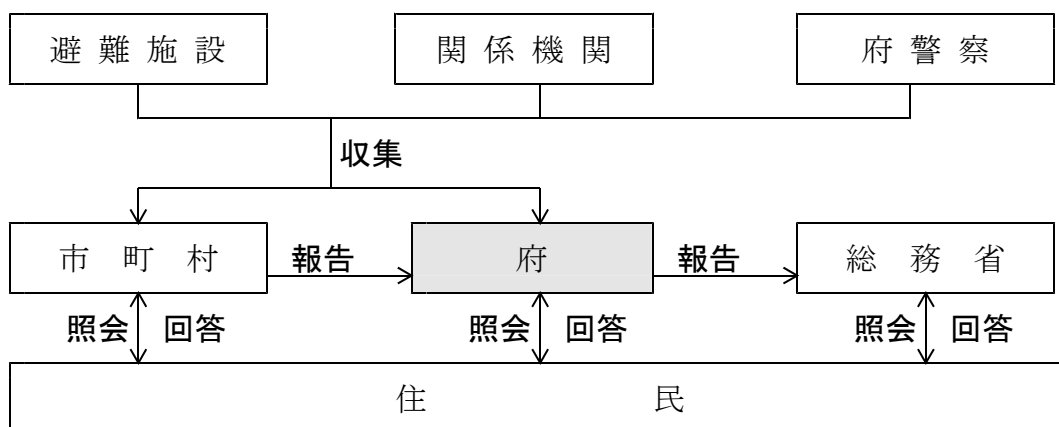 避難施設 関係機関 府警察
収集
市町村 報告 府 報告 総務省
照会 回答 照会 回答 照会 回答
住民